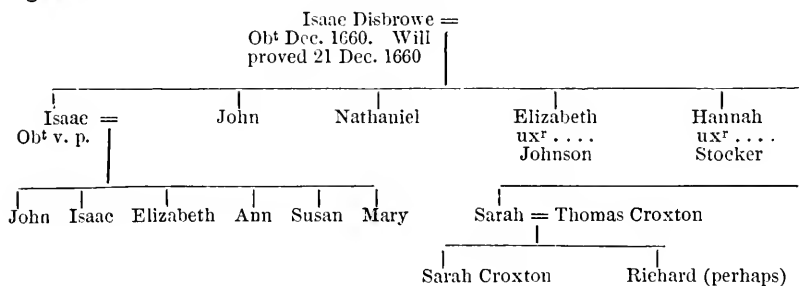 Isaac Disbrowe =
Obt Dec. 1660. Will
proved 21 Dec. 1660
Isaac = John Nathaniel Elizabeth Hannah
Obt v. p. uxr . . . . uxr . . . .
Johnson Stocker
John Isaac Elizabeth Ann Susan Mary Sarah = Thomas Croxton
Sarah Croxton Richard (perhaps)